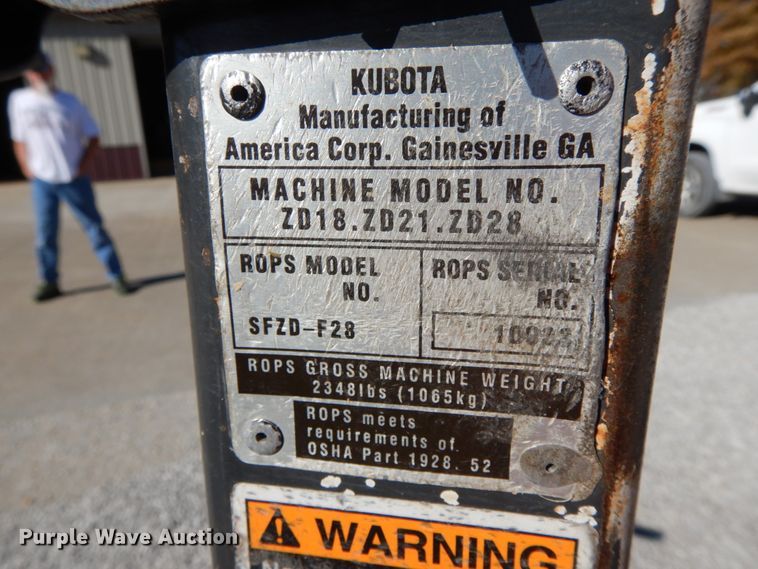 KUBOTA
Manufacturing of
America Corp. Gainesville GA
MACHINE MODEL NO.
ZD18.ZD21.ZD28
ROPS MODEL
NO.
SFZD-F28
ROPS SERIAL
NO.
ROPS GROSS MACHINE WEIGHT
2348lbs (1065kg)
ROPS meets
requirements of
OSHA Part 1928. 52
WARNING
Purple Wave Auction